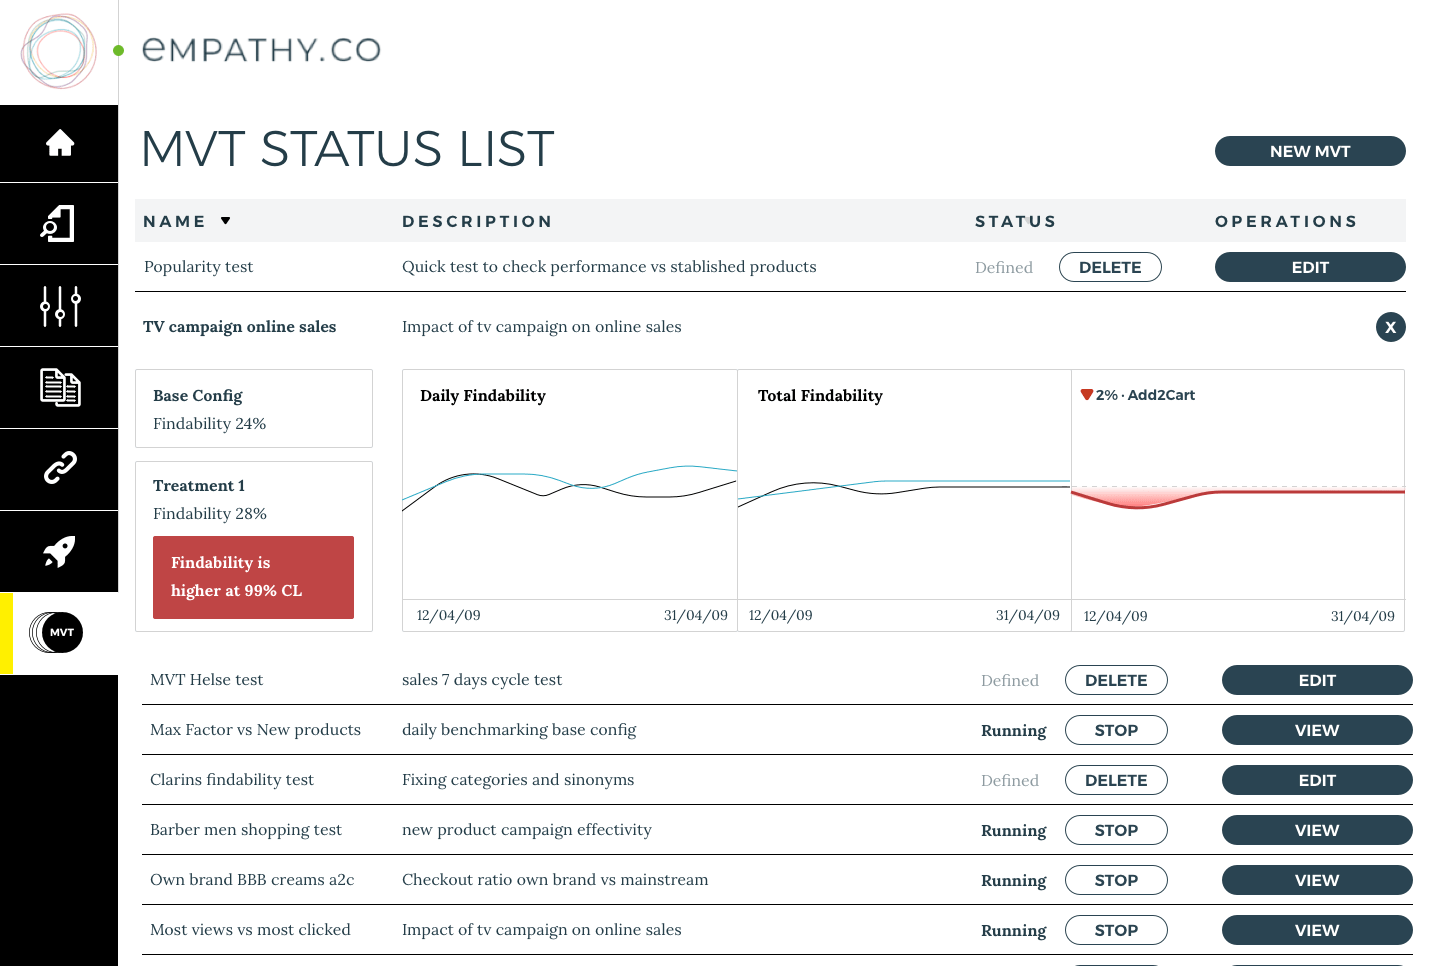 eMPATHY.CO
MVT STATUS LIST
NEW MVT
NAME DESCRIPTION STATUS OPERATIONS
Popularity test Quick test to check performance vs stablished products Defined DELETE EDIT
TV campaign online sales Impact of tv campaign on online sales X
Base Config
Findability 24%
Treatment 1
Findability 28%
Findability is
higher at 99% CL
Daily Findability Total Findability 2% · Add2Cart
12/04/09 31/04/09 12/04/09 31/04/09 12/04/09 31/04/09
MVT
MVT Helse test sales 7 days cycle test Defined DELETE EDIT
Max Factor vs New products daily benchmarking base config Running STOP VIEW
Clarins findability test Fixing categories and sinonyms Defined DELETE EDIT
Barber men shopping test new product campaign effectivity Running STOP VIEW
Own brand BBB creams a2c Checkout ratio own brand vs mainstream Running STOP VIEW
Most views vs most clicked Impact of tv campaign on online sales Running STOP VIEW